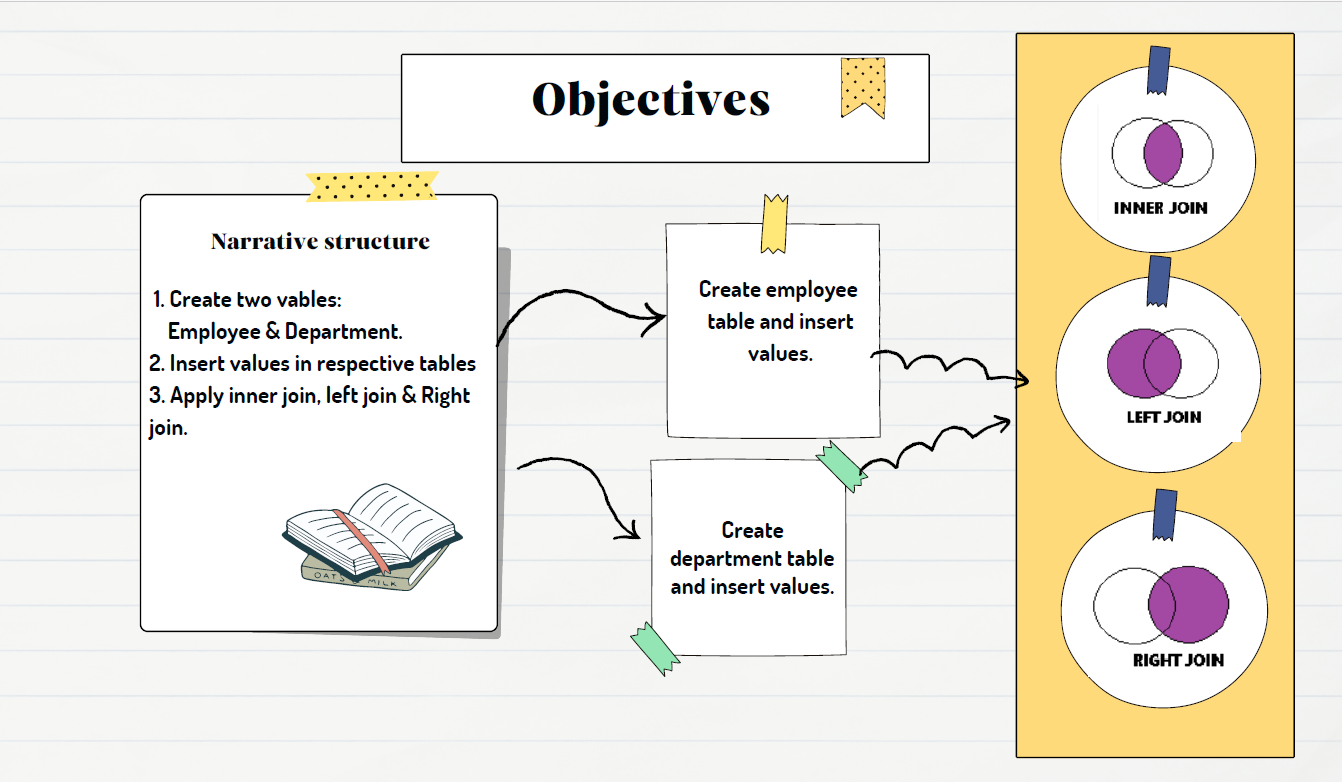 Objectives
Narrative structure
1. Create two vables:
Employee & Department.
2. Insert values in respective tables
3. Apply inner join, left join & Right
join.
OATS & MILK
Create employee
table and insert
values.
Create
department table
and insert values.
INNER JOIN
LEFT JOIN
RIGHT JOIN